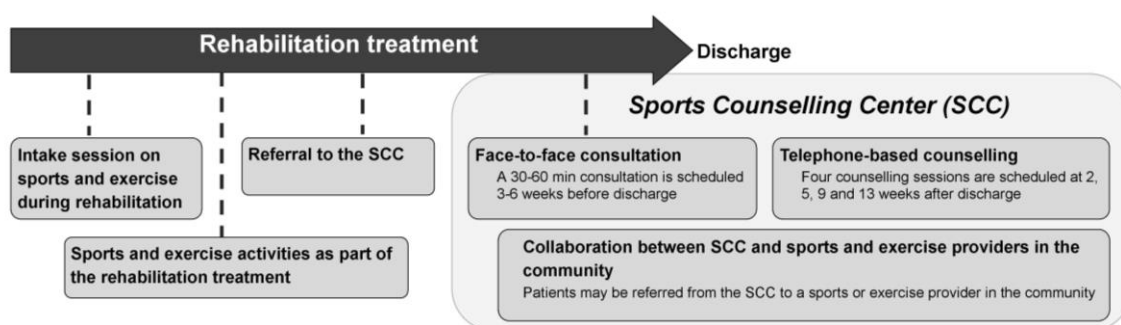 Rehabilitation treatment
Discharge
Sports Counselling Center (SCC)
Intake session on
sports and exercise
during rehabilitation
Referral to the SCC
Face-to-face consultation
A 30-60 min consultation is scheduled
3-6 weeks before discharge
Telephone-based counselling
Four counselling sessions are scheduled at 2,
5, 9 and 13 weeks after discharge
Sports and exercise activities as part of
the rehabilitation treatment
Collaboration between SCC and sports and exercise providers in the
community
Patients may be referred from the SCC to a sports or exercise provider in the community